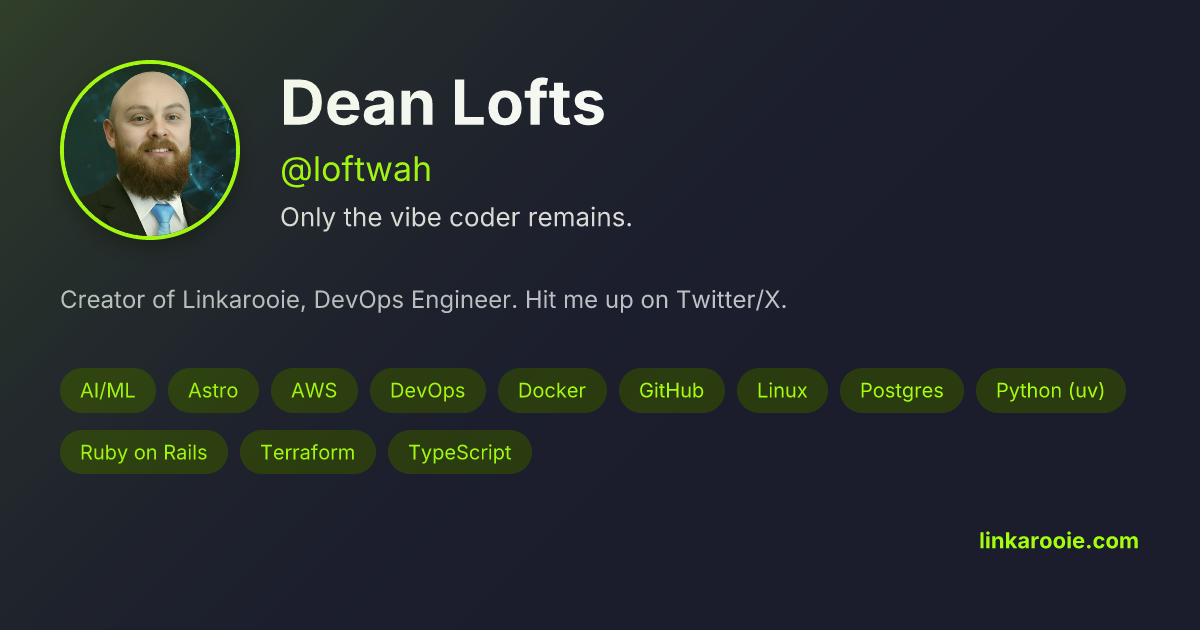 Dean Lofts
@loftwah
Only the vibe coder remains.
Creator of Linkarooie, DevOps Engineer. Hit me up on Twitter/X.
AI/ML Astro AWS DevOps Docker GitHub Linux Postgres Python (uv)
Ruby on Rails Terraform TypeScript
linkarooie.com